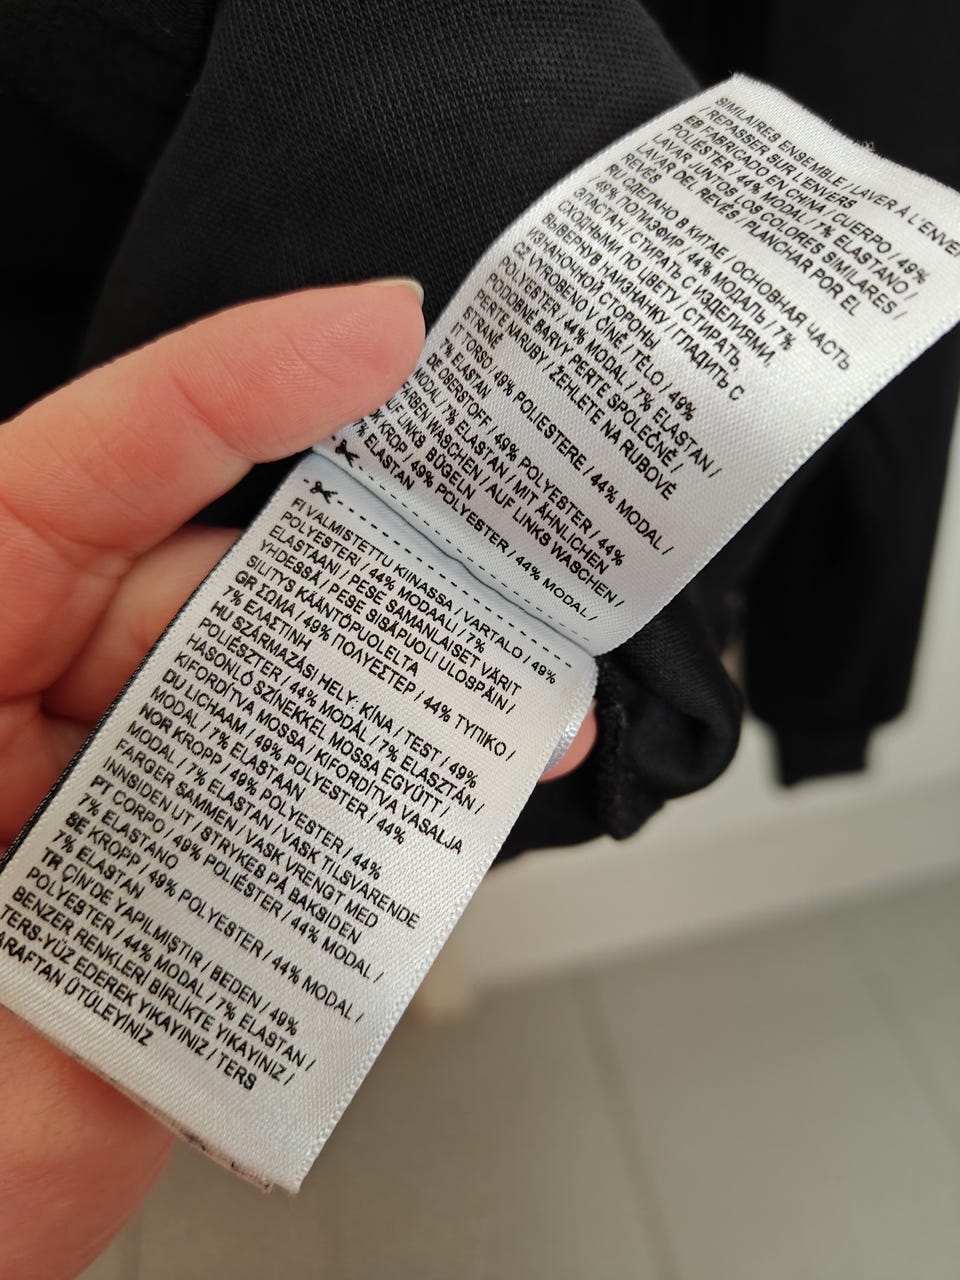 SIMILAIRES ENSEMBLE / LAVER À L'ENVERS
/ REPASSER SUR L'ENVERS
ES FABRICADO EN CHINA / CUERPO / 49%
POLIÉSTER / 44% MODAL / 7% ELASTANO /
LAVAR JUNTOS LOS COLORES SIMILARES /
LAVAR DEL REVÉS / PLANCHAR POR EL
REVÉS
RU СДЕЛАНО В КИТАЕ / ОСНОВНАЯ ЧАСТЬ
49% ПОЛИЭФИР / 44% МОДАЛЬ / 7%
ЭЛАСТАН / СТИРАТЬ С ИЗДЕЛИЯМИ,
СХОДНЫМИ ПО ЦВЕТУ / СТИРАТЬ,
ВЫВЕРНУВ НАИЗНАНКУ / ГЛАДИТЬ С
ИЗНАНОЧНОЙ СТОРОНЫ
CZ VYROBENO V ČÍNĚ / TĚLO / 49%
POLYESTER / 44% MODAL / 7% ELASTAN /
PODOBNÉ BARVY PERTE SPOLEČNĚ /
PERTE NARUBY / ŽEHLETE NA RUBOVÉ
STRANĚ
IT TORSO / 49% POLIESTERE / 44% MODAL /
7% ELASTAN
DE OBERSTOFF / 49% POLYESTER / 44%
MODAL / 7% ELASTAN / MIT ÄHNLICHEN
FARBEN WASCHEN / AUF LINKS WASCHEN /
AUF LINKS BÜGELN
DK KROP / 49% POLYESTER / 44% MODAL /
7% ELASTAN
FI VALMISTETTU KIINASSA / VARTALO / 49%
POLYESTERI / 44% MODAALI / 7%
ELASTAANI / PESE SAMANLAISET VÄRIT
YHDESSÄ / PESE SISÄPUOLI ULOSPÄIN /
SILITYS KÄÄNTÖPUOLELTA
GR ΣΩΜΑ / 49% ΠΟΛΥΕΣΤΕΡ / 44% ΤΥΠΙΚΟ /
7% ΕΛΑΣΤΙΝΗ
HU SZÁRMAZÁSI HELY: KÍNA / TEST / 49%
POLIÉSZTER / 44% MODÁL / 7% ELASZTÁN /
HASONLÓ SZÍNEKKEL MOSSA EGYÜTT /
KIFORDÍTVA MOSSA / KIFORDÍTVA VASALJA
DU LICHAAM / 49% POLYESTER / 44%
MODAL / 7% ELASTAAN
NOR KROPP / 49% POLYESTER / 44%
MODAL / 7% ELASTAN / VASK TILSVARENDE
FARGER SAMMEN / VASK VRENGT MED
INNSIDEN UT / STRYKES PÅ BAKSIDEN
PT CORPO / 49% POLIÉSTER / 44% MODAL /
7% ELASTANO
SE KROPP / 49% POLYESTER / 44% MODAL /
7% ELASTAN
TR ÇİN'DE YAPILMIŞTIR / BEDEN / 49%
POLYESTER / 44% MODAL / 7% ELASTAN /
BENZER RENKLERİ BİRLİKTE YIKAYINIZ /
TERS-YÜZ EDEREK YIKAYINIZ / TERS
ARAFTAN ÜTÜLEYİNİZ